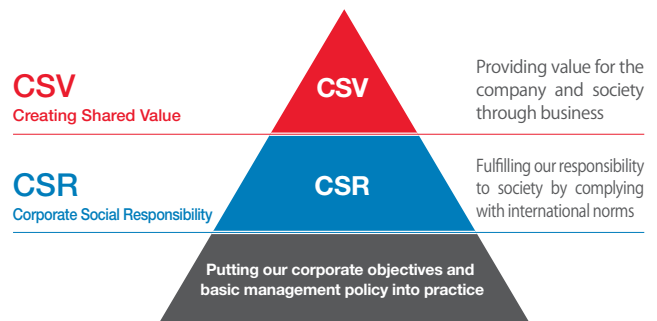 CSV
Creating Shared Value
CSV
Providing value for the
company and society
through business
CSR
Corporate Social Responsibility
CSR
Fulfilling our responsibility
to society by complying
with international norms
Putting our corporate objectives and
basic management policy into practice